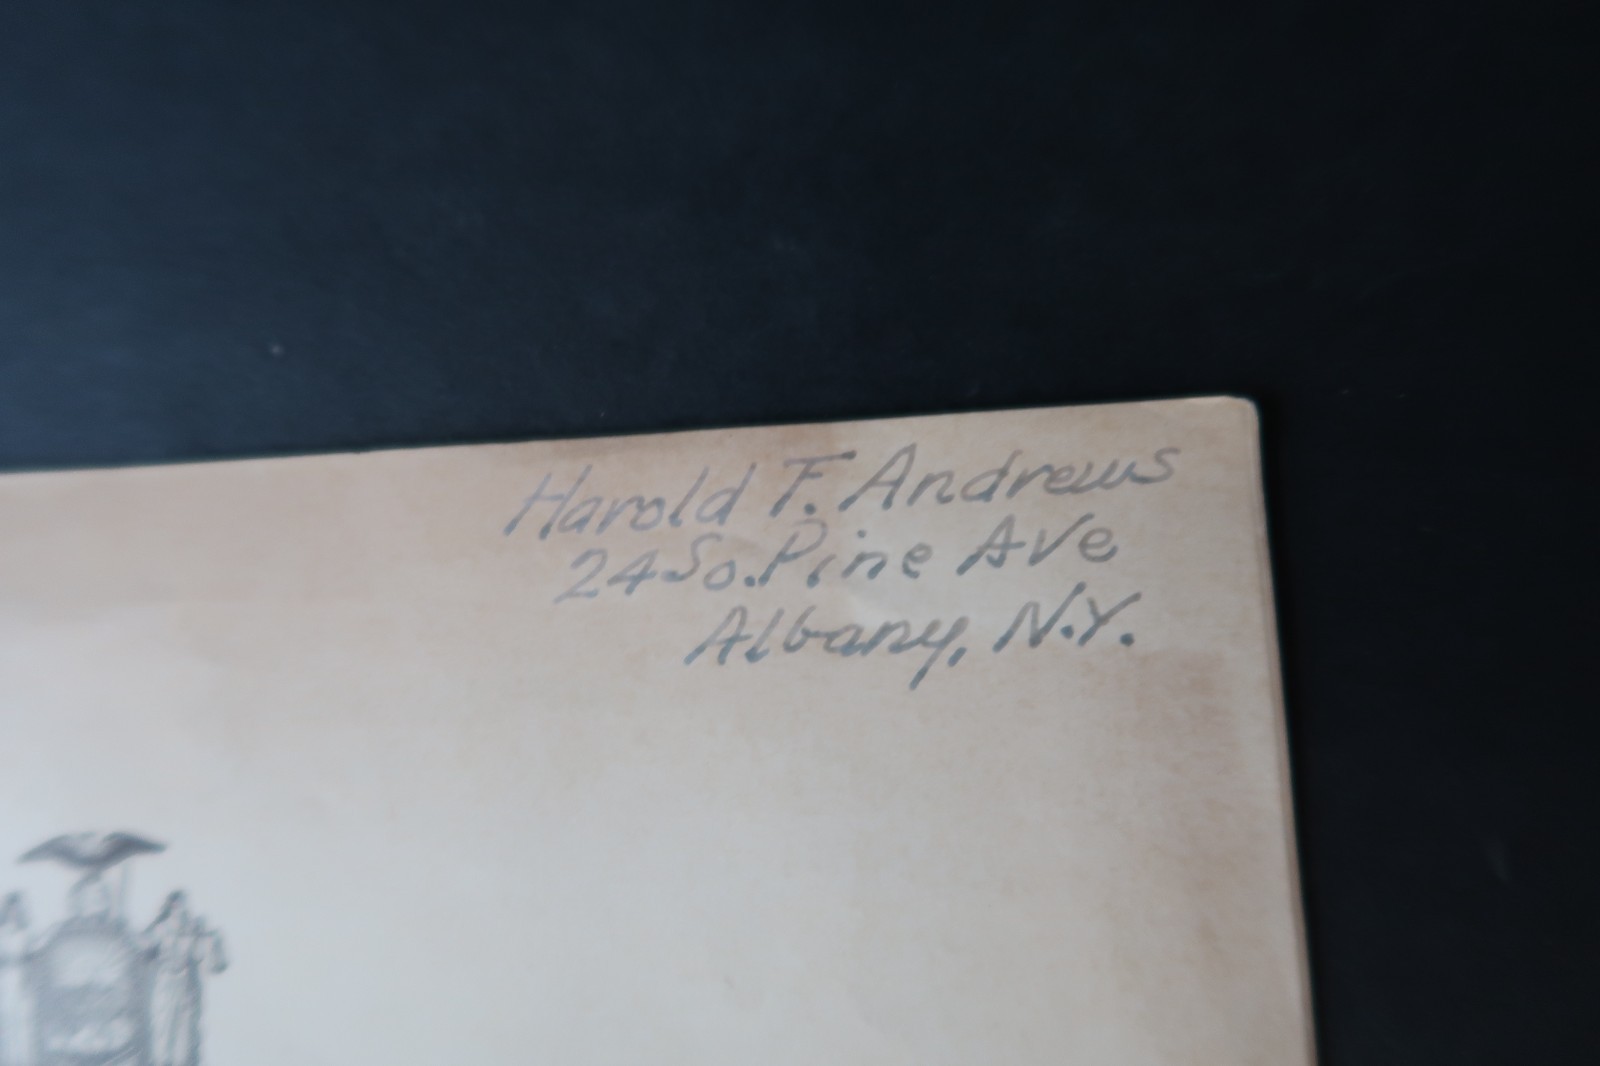 Harold F. Andrews
24 So. Pine Ave
Albany, N.Y.